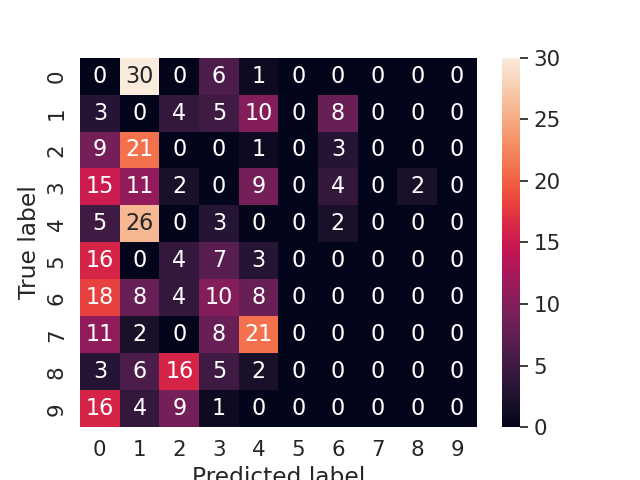 0 0 30 0 6 1 0 0 0 0 0
1 3 0 4 5 10 0 8 0 0 0
2 9 21 0 0 1 0 3 0 0 0
3 15 11 2 0 9 0 4 0 2 0
4 5 26 0 3 0 0 2 0 0 0
5 16 0 4 7 3 0 0 0 0 0
6 18 8 4 10 8 0 0 0 0 0
7 11 2 0 8 21 0 0 0 0 0
8 3 6 16 5 2 0 0 0 0 0
9 16 4 9 1 0 0 0 0 0 0
0 1 2 3 4 5 6 7 8 9
Predicted label
True label
30
25
20
15
10
5
0